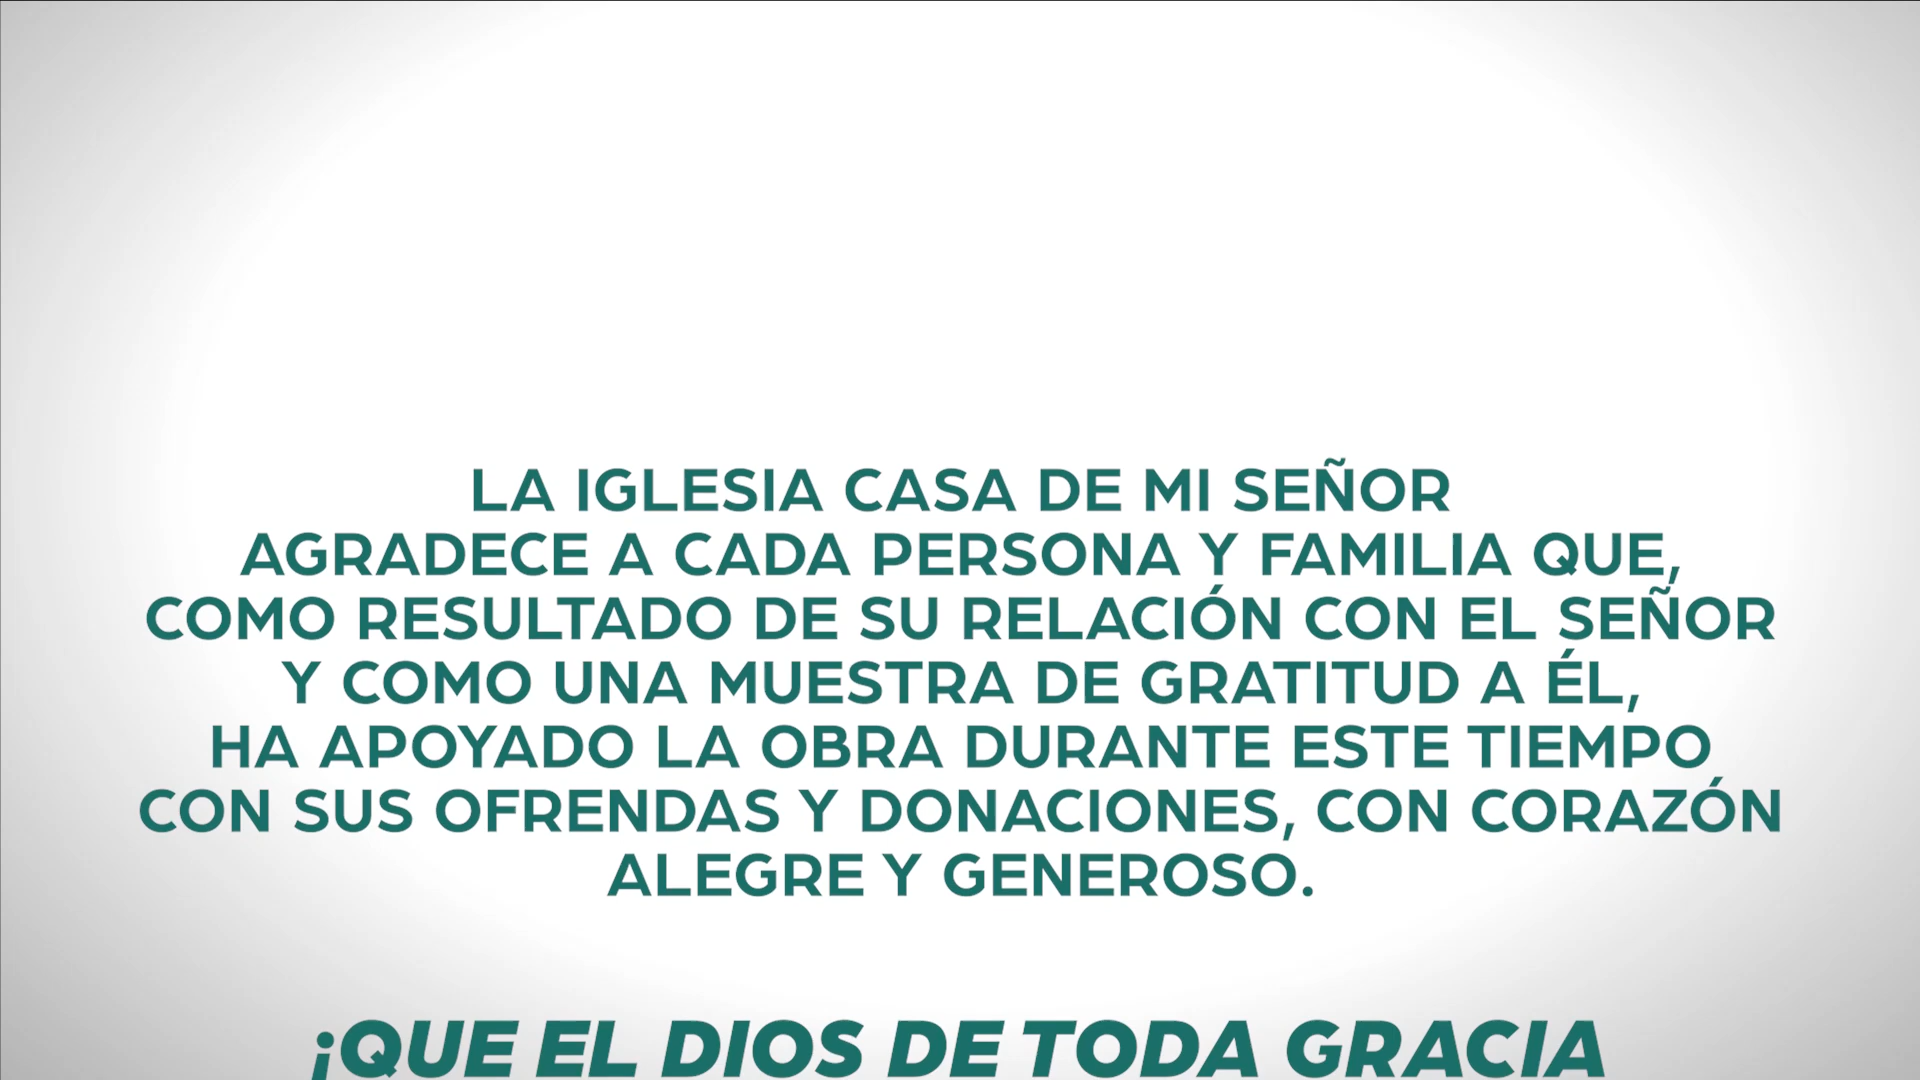 LA IGLESIA CASA DE MI SEÑOR
AGRADECE A CADA PERSONA Y FAMILIA QUE,
COMO RESULTADO DE SU RELACIÓN CON EL SEÑOR
Y COMO UNA MUESTRA DE GRATITUD A ÉL,
HA APOYADO LA OBRA DURANTE ESTE TIEMPO
CON SUS OFRENDAS Y DONACIONES, CON CORAZÓN
ALEGRE Y GENEROSO.
¡QUE EL DIOS DE TODA GRACIA